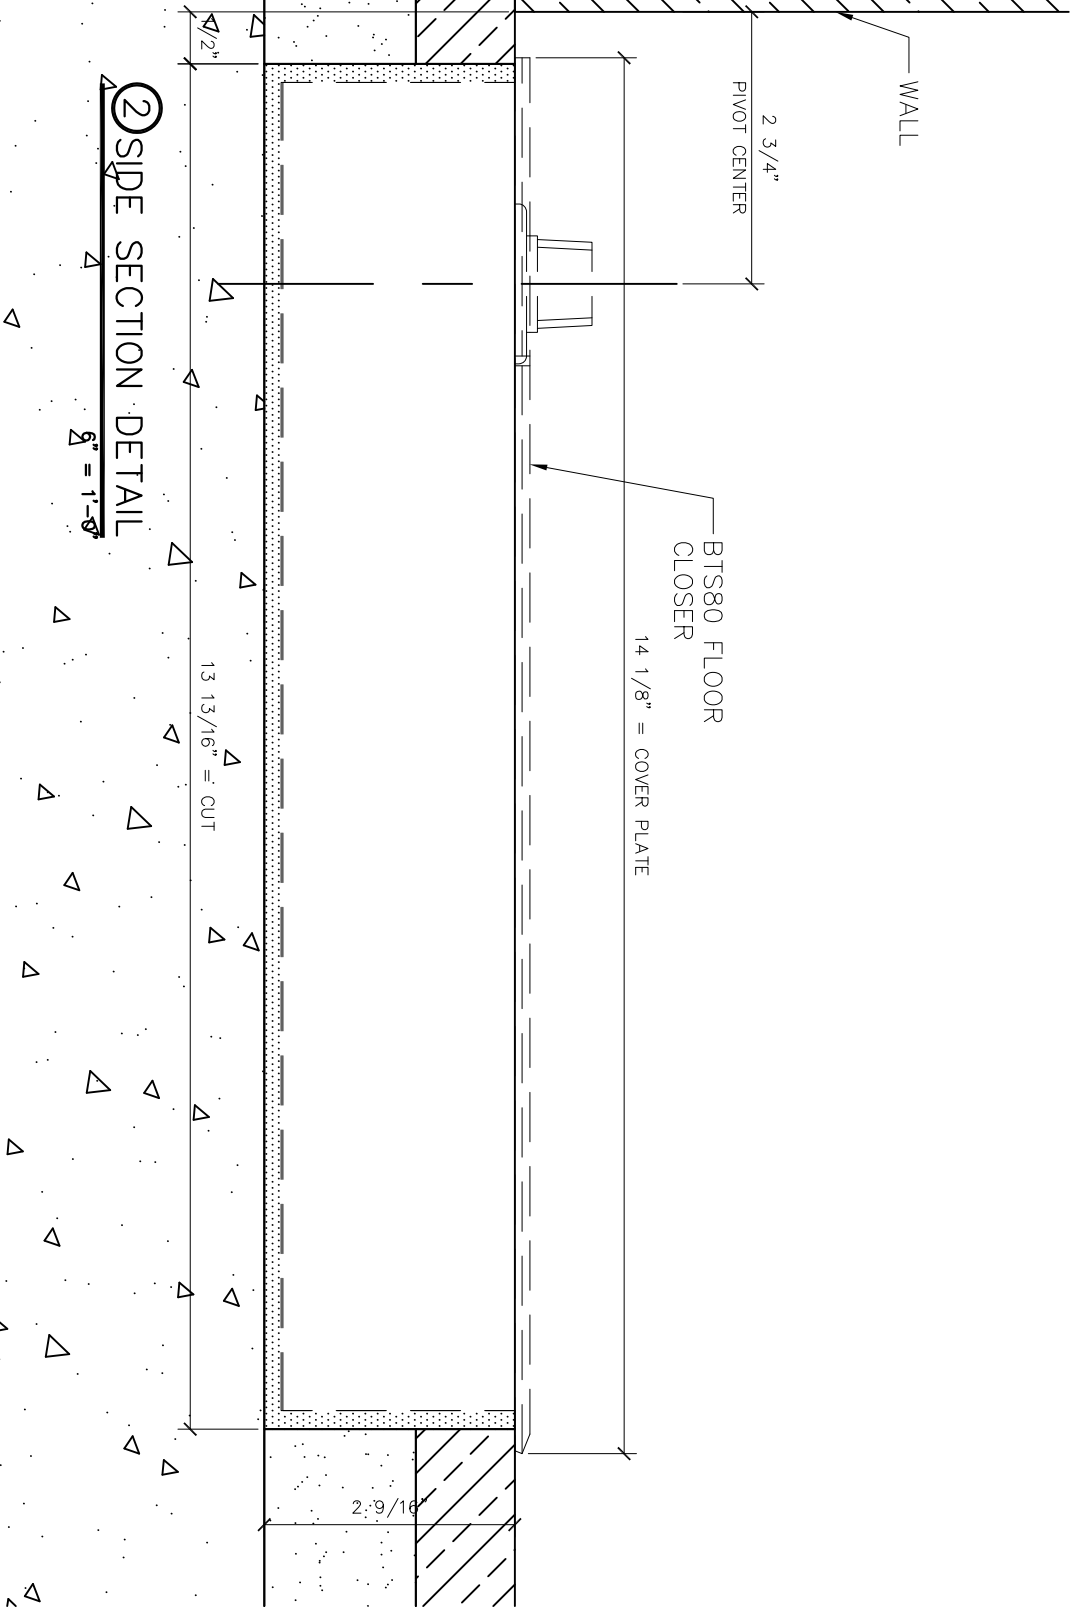 WALL
2 3/4"
PIVOT CENTER
BTS80 FLOOR
CLOSER
14 1/8" = COVER PLATE
2 9/16"
1/2"
13 13/16" = CUT
2 SIDE SECTION DETAIL
6" = 1'-0"